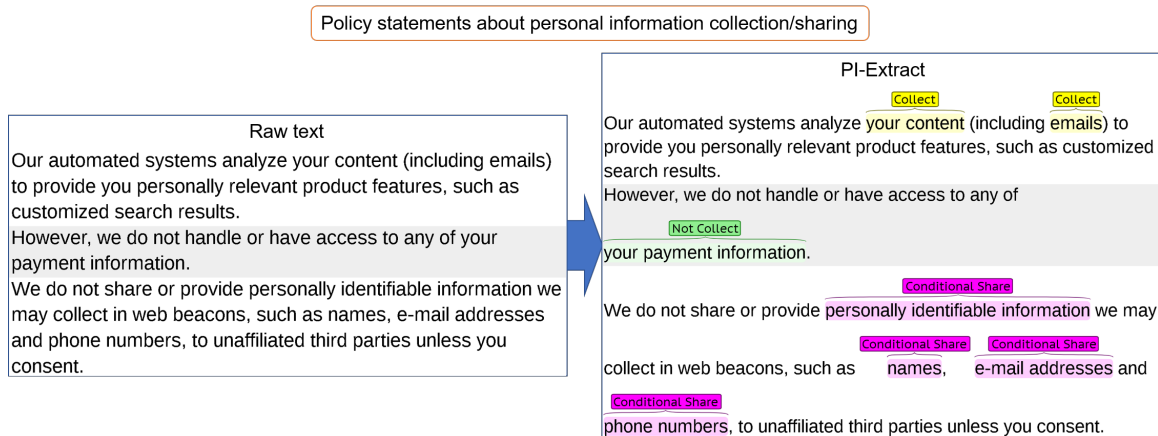 Policy statements about personal information collection/sharing
Raw text
Our automated systems analyze your content (including emails)
to provide you personally relevant product features, such as
customized search results.
However, we do not handle or have access to any of your
payment information.
We do not share or provide personally identifiable information we
may collect in web beacons, such as names, e-mail addresses
and phone numbers, to unaffiliated third parties unless you
consent.
PI-Extract
Collect Collect
Our automated systems analyze your content (including emails) to
provide you personally relevant product features, such as customized
search results.
However, we do not handle or have access to any of
Not Collect
your payment information.
Conditional Share
We do not share or provide personally identifiable information we may
Conditional Share Conditional Share
collect in web beacons, such as names, e-mail addresses and
Conditional Share
phone numbers, to unaffiliated third parties unless you consent.